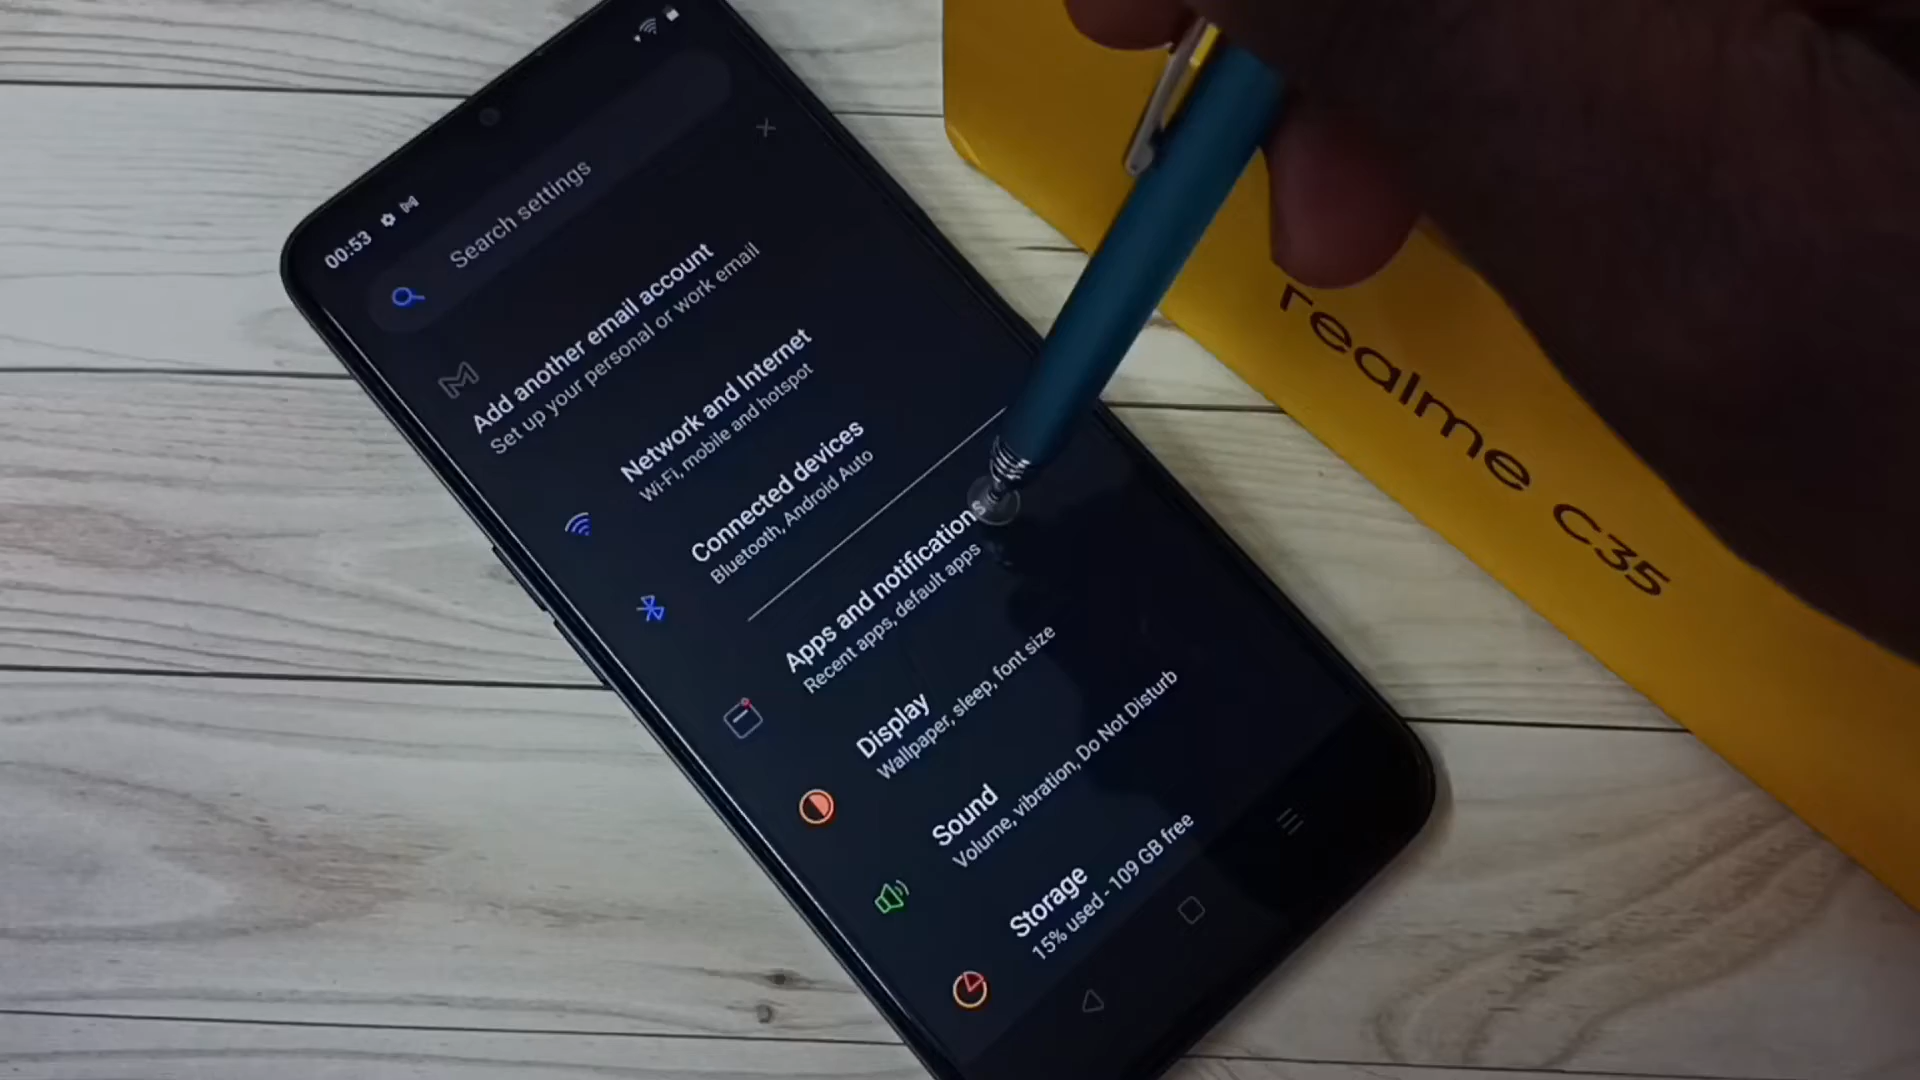 00:53
Search settings
Add another email account
Set up your personal or work email
Network and Internet
Wi-Fi, mobile and hotspot
Connected devices
Bluetooth, Android Auto
Apps and notifications
Recent apps, default apps
Display
Wallpaper, sleep, font size
Sound
Volume, vibration, Do Not Disturb
Storage
15% used - 109 GB free
realme C35